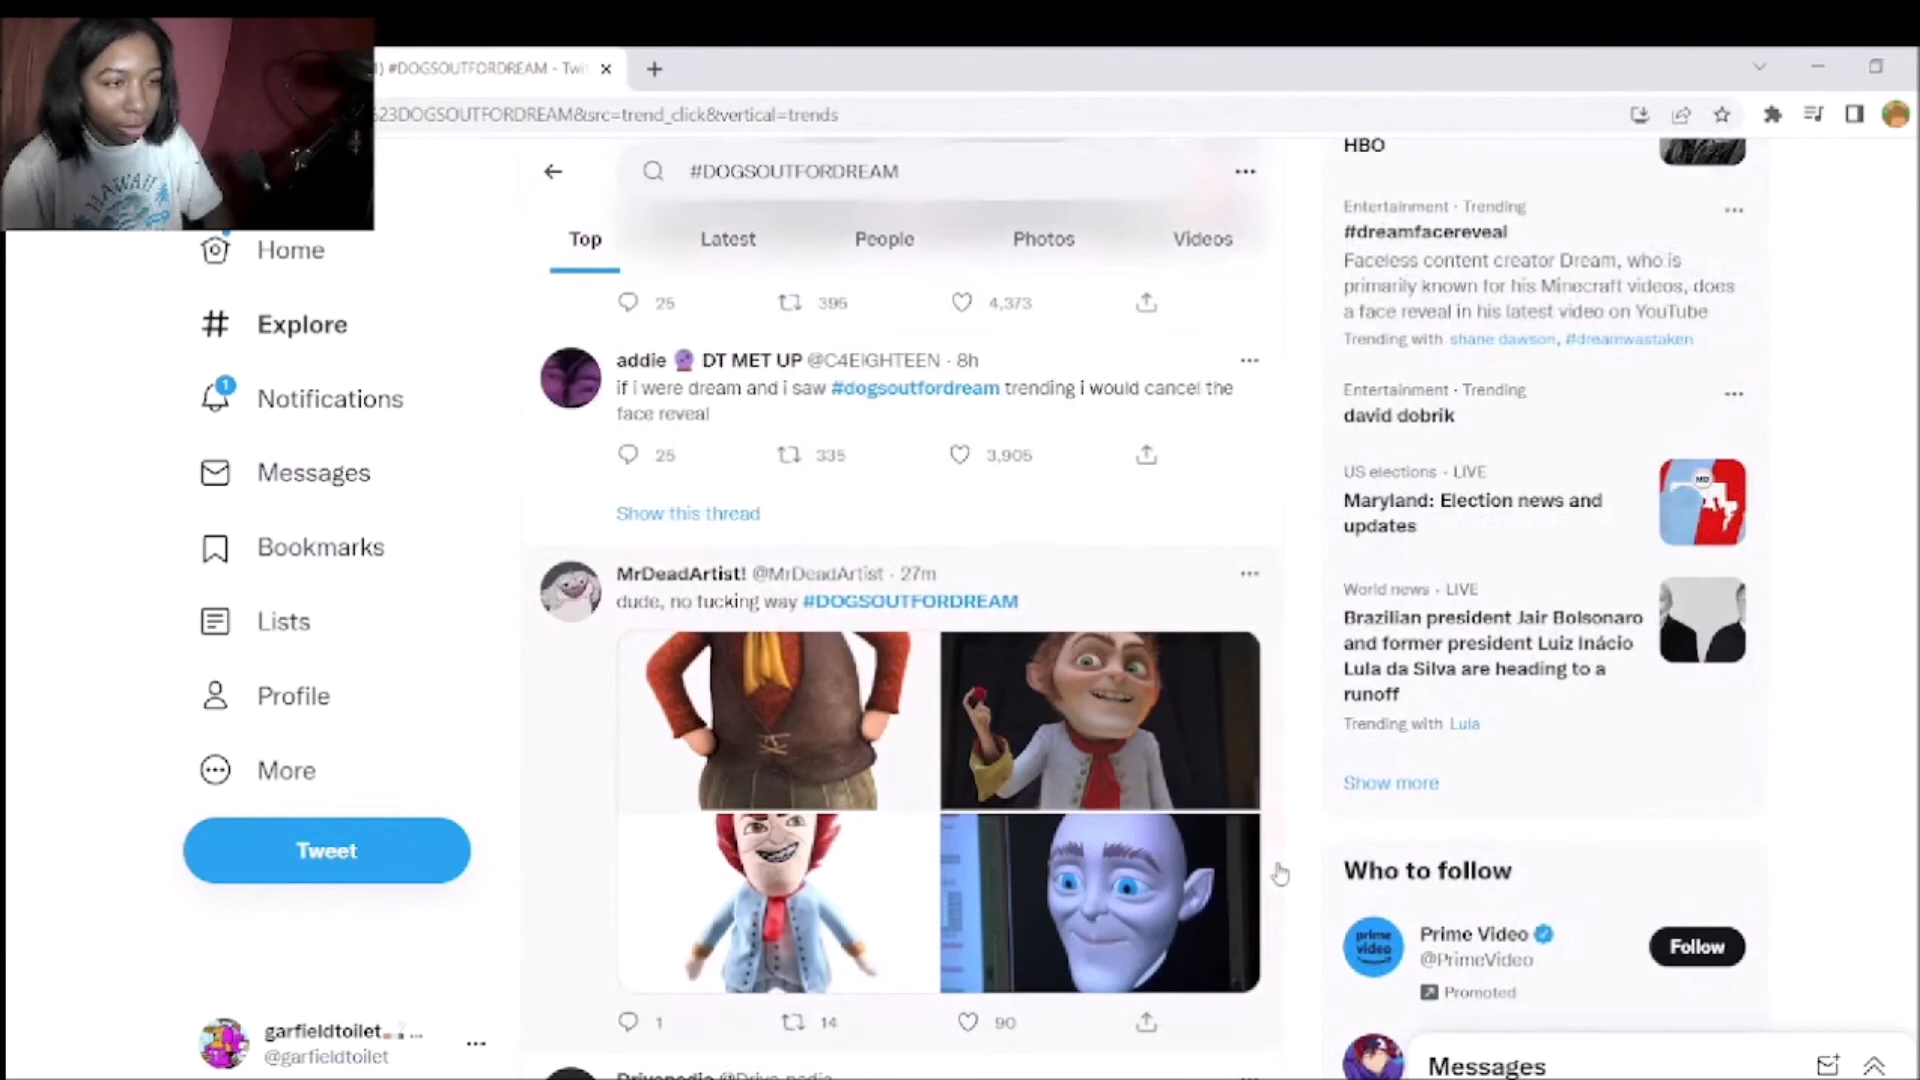 #DOGSOUTFORDREAM - Twi
23DOGSOUTFORDREAM&src=trend_click&vertical=trends
HAWAII
Home
Explore
1
Notifications
Messages
Bookmarks
Lists
Profile
More
Tweet
garfieldtoilet
@garfieldtoilet
#DOGSOUTFORDREAM
Top Latest People Photos Videos
25 395 4,373
addie DT MET UP @C4EiGHTEEN · 8h
if i were dream and i saw #dogsoutfordream trending i would cancel the
face reveal
25 335 3,905
Show this thread
MrDeadArtist! @MrDeadArtist · 27m
dude, no fucking way #DOGSOUTFORDREAM
1 14 90
HBO
Entertainment · Trending
#dreamfacereveal
Faceless content creator Dream, who is
primarily known for his Minecraft videos, does
a face reveal in his latest video on YouTube
Trending with shane dawson, #dreamwastaken
Entertainment · Trending
david dobrik
US elections · LIVE
Maryland: Election news and
updates
MD
World news · LIVE
Brazilian president Jair Bolsonaro
and former president Luiz Inácio
Lula da Silva are heading to a
runoff
Trending with Lula
Show more
Who to follow
prime
video
Prime Video
@PrimeVideo
Follow
Promoted
Messages